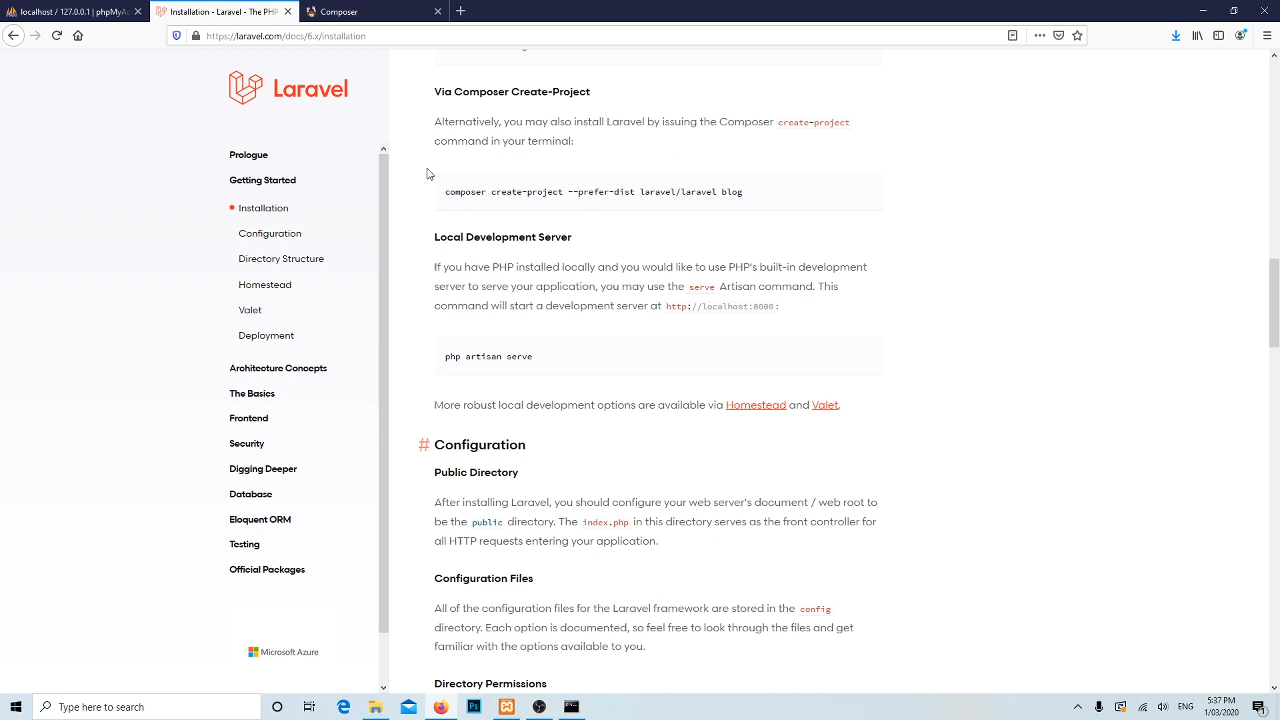 localhost / 127.0.0.1 | phpMyAc
Installation - Laravel - The PHP
Composer
https://laravel.com/docs/6.x/installation
Laravel
Prologue
Getting Started
Installation
Configuration
Directory Structure
Homestead
Valet
Deployment
Architecture Concepts
The Basics
Frontend
Security
Digging Deeper
Database
Eloquent ORM
Testing
Official Packages
Microsoft Azure
Via Composer Create-Project
Alternatively, you may also install Laravel by issuing the Composer create-project
command in your terminal:
composer create-project --prefer-dist laravel/laravel blog
Local Development Server
If you have PHP installed locally and you would like to use PHP's built-in development
server to serve your application, you may use the serve Artisan command. This
command will start a development server at http://localhost:8000:
php artisan serve
More robust local development options are available via Homestead and Valet.
# Configuration
Public Directory
After installing Laravel, you should configure your web server's document / web root to
be the public directory. The index.php in this directory serves as the front controller for
all HTTP requests entering your application.
Configuration Files
All of the configuration files for the Laravel framework are stored in the config
directory. Each option is documented, so feel free to look through the files and get
familiar with the options available to you.
Directory Permissions
Type here to search
Ps
5:37 PM
1/03/2020
1